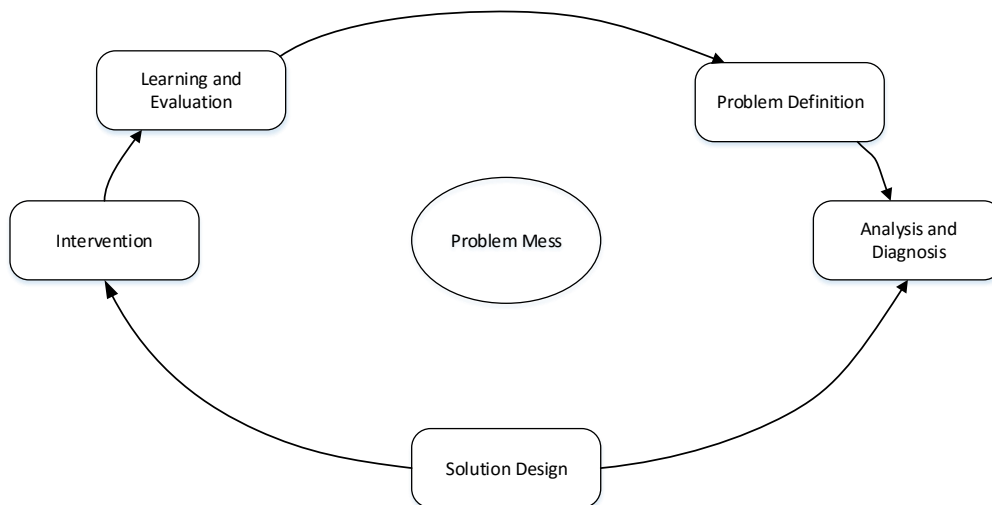 Learning and
Evaluation
Problem Definition
Intervention
Problem Mess
Analysis and
Diagnosis
Solution Design